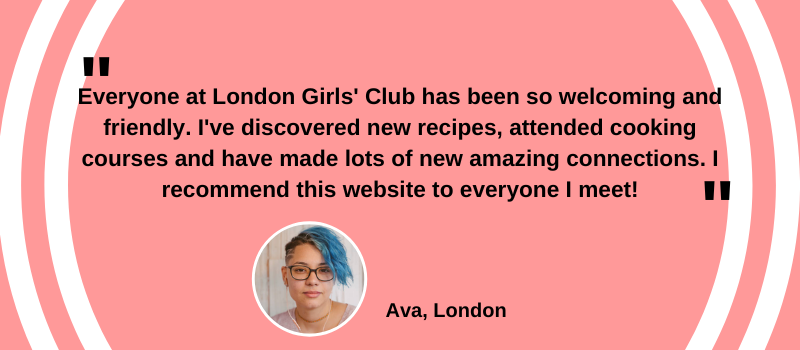 "
Everyone at London Girls' Club has been so welcoming and
friendly. I've discovered new recipes, attended cooking
courses and have made lots of new amazing connections. I
recommend this website to everyone I meet! "
Ava, London